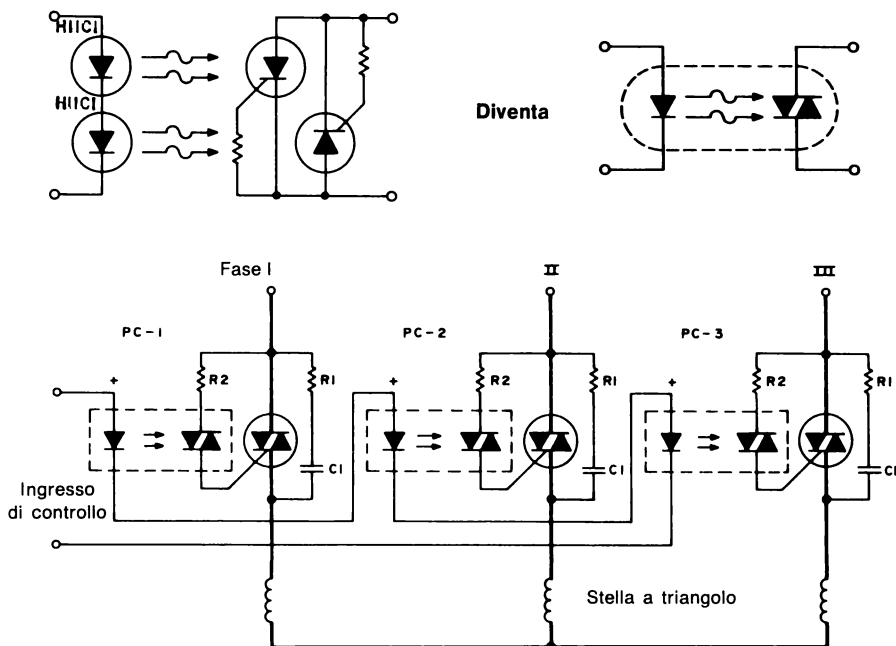 H11C1
H11C1
Diventa
Fase I
II
III
PC-1
PC-2
PC-3
+
R2
R1
+
R2
R1
+
R2
R1
C1
C1
C1
Ingresso
di controllo
Stella a triangolo